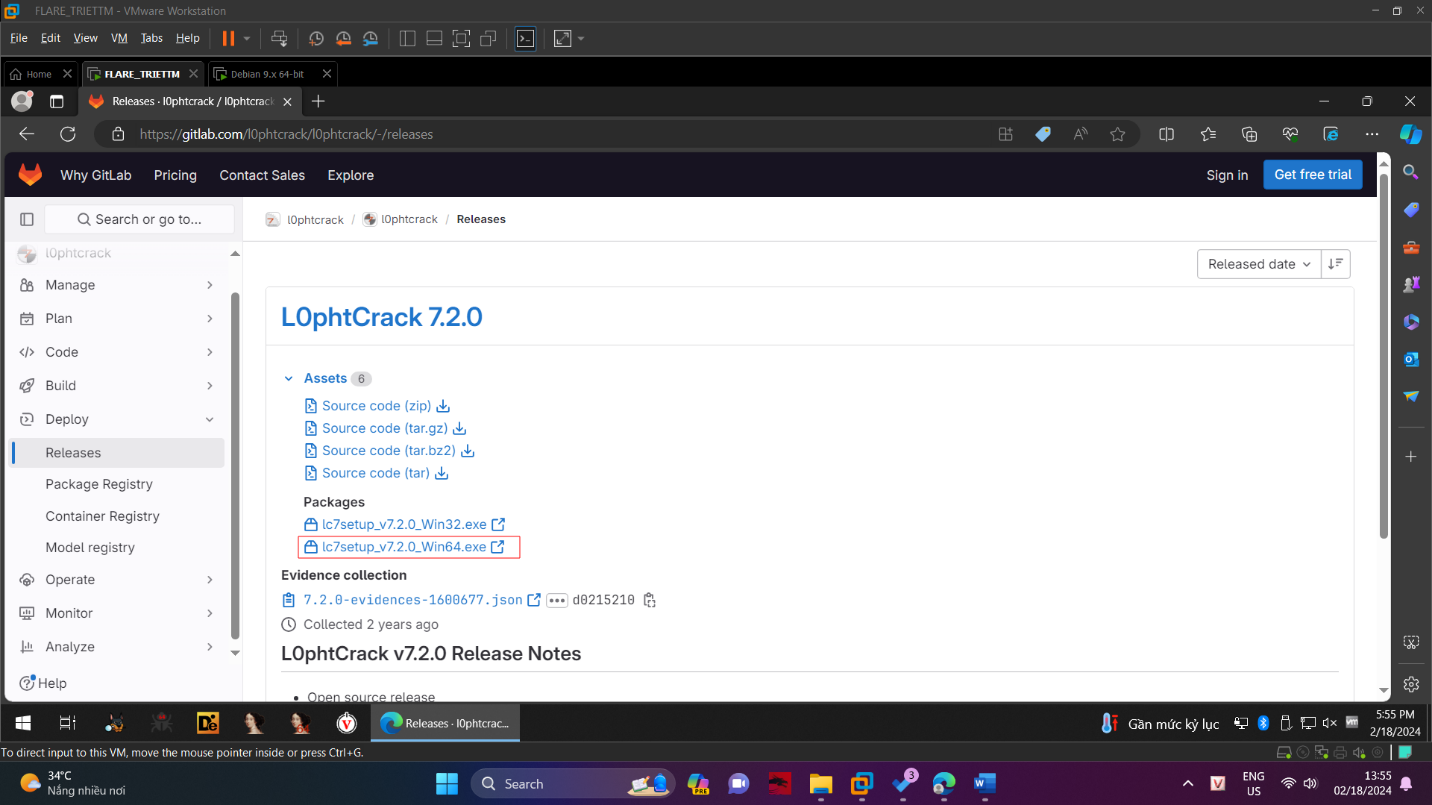 FLARE_TRIETTM - VMware Workstation
File Edit View VM Tabs Help
Home FLARE_TRIETTM Debian 9.x 64-bit
Releases · l0phtcrack / l0phtcrack
https://gitlab.com/l0phtcrack/l0phtcrack/-/releases
Why GitLab Pricing Contact Sales Explore Sign in Get free trial
Search or go to...
l0phtcrack / l0phtcrack / Releases
l0phtcrack
Manage
Plan
Code
Build
Deploy
Releases
Package Registry
Container Registry
Model registry
Operate
Monitor
Analyze
Help
Released date
L0phtCrack 7.2.0
Assets 6
Source code (zip)
Source code (tar.gz)
Source code (tar.bz2)
Source code (tar)
Packages
lc7setup_v7.2.0_Win32.exe
lc7setup_v7.2.0_Win64.exe
Evidence collection
7.2.0-evidences-1600677.json d0215210
Collected 2 years ago
L0phtCrack v7.2.0 Release Notes
• Open source release
Releases · l0phtcrac...
Gần mức kỷ lục
5:55 PM
2/18/2024
To direct input to this VM, move the mouse pointer inside or press Ctrl+G.
34°C
Nắng nhiều nơi
Search
PRE
3
ENG
US
13:55
02/18/2024